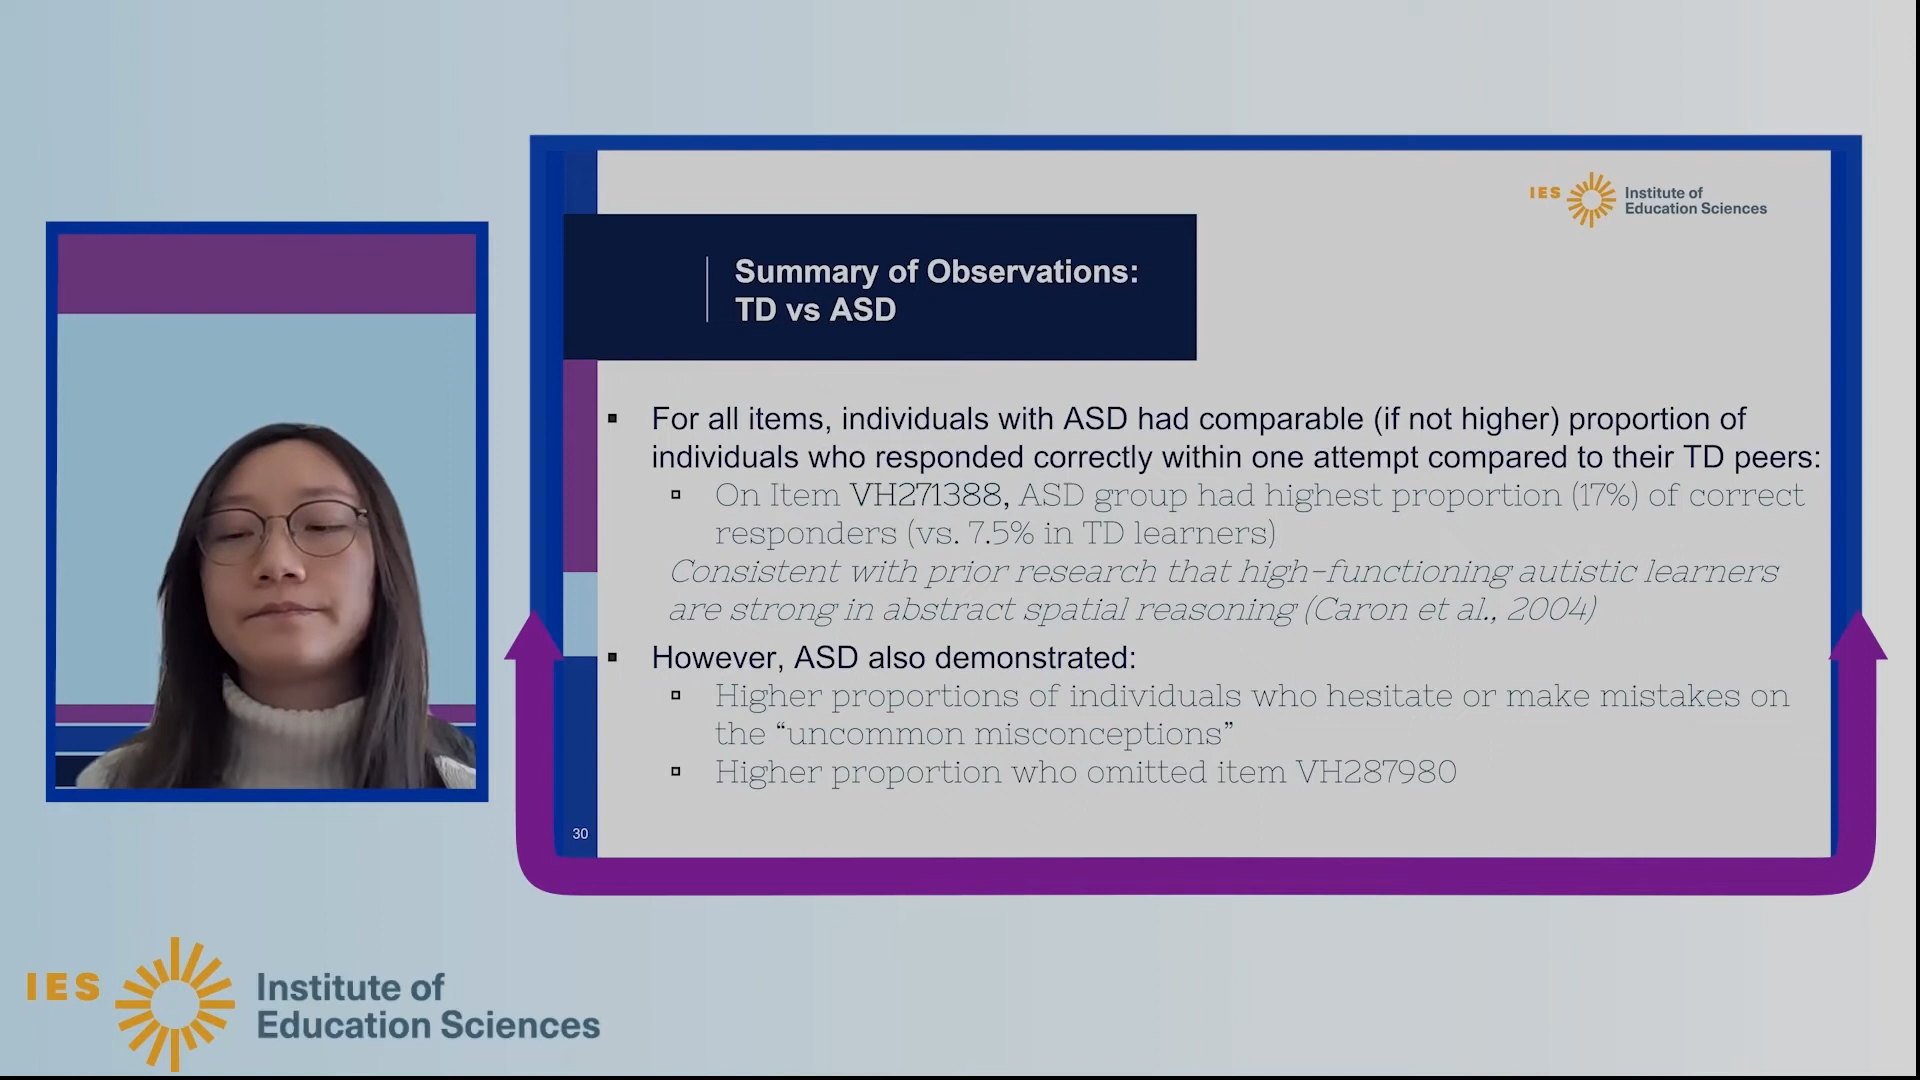 IES Institute of
Education Sciences
Summary of Observations:
TD vs ASD
▪ For all items, individuals with ASD had comparable (if not higher) proportion of
individuals who responded correctly within one attempt compared to their TD peers:
▫ On Item VH271388, ASD group had highest proportion (17%) of correct
responders (vs. 7.5% in TD learners)
Consistent with prior research that high-functioning autistic learners
are strong in abstract spatial reasoning (Caron et al., 2004)
▪ However, ASD also demonstrated:
▫ Higher proportions of individuals who hesitate or make mistakes on
the “uncommon misconceptions”
▫ Higher proportion who omitted item VH287980
30
IES Institute of
Education Sciences